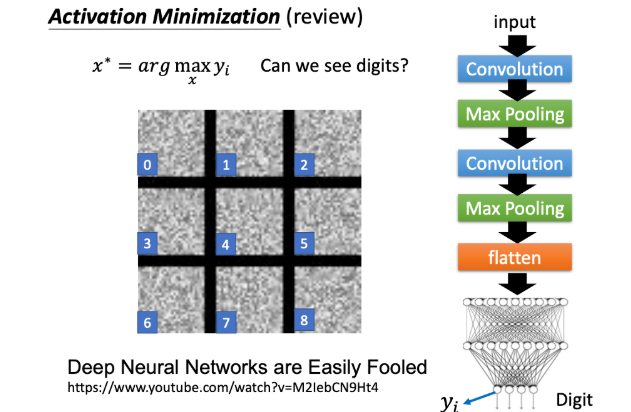 Activation Minimization (review)
x* = arg max_x y_i    Can we see digits?
0 1 2
3 4 5
6 7 8
Deep Neural Networks are Easily Fooled
https://www.youtube.com/watch?v=M2IebCN9Ht4
input
Convolution
Max Pooling
Convolution
Max Pooling
flatten
y_i
Digit